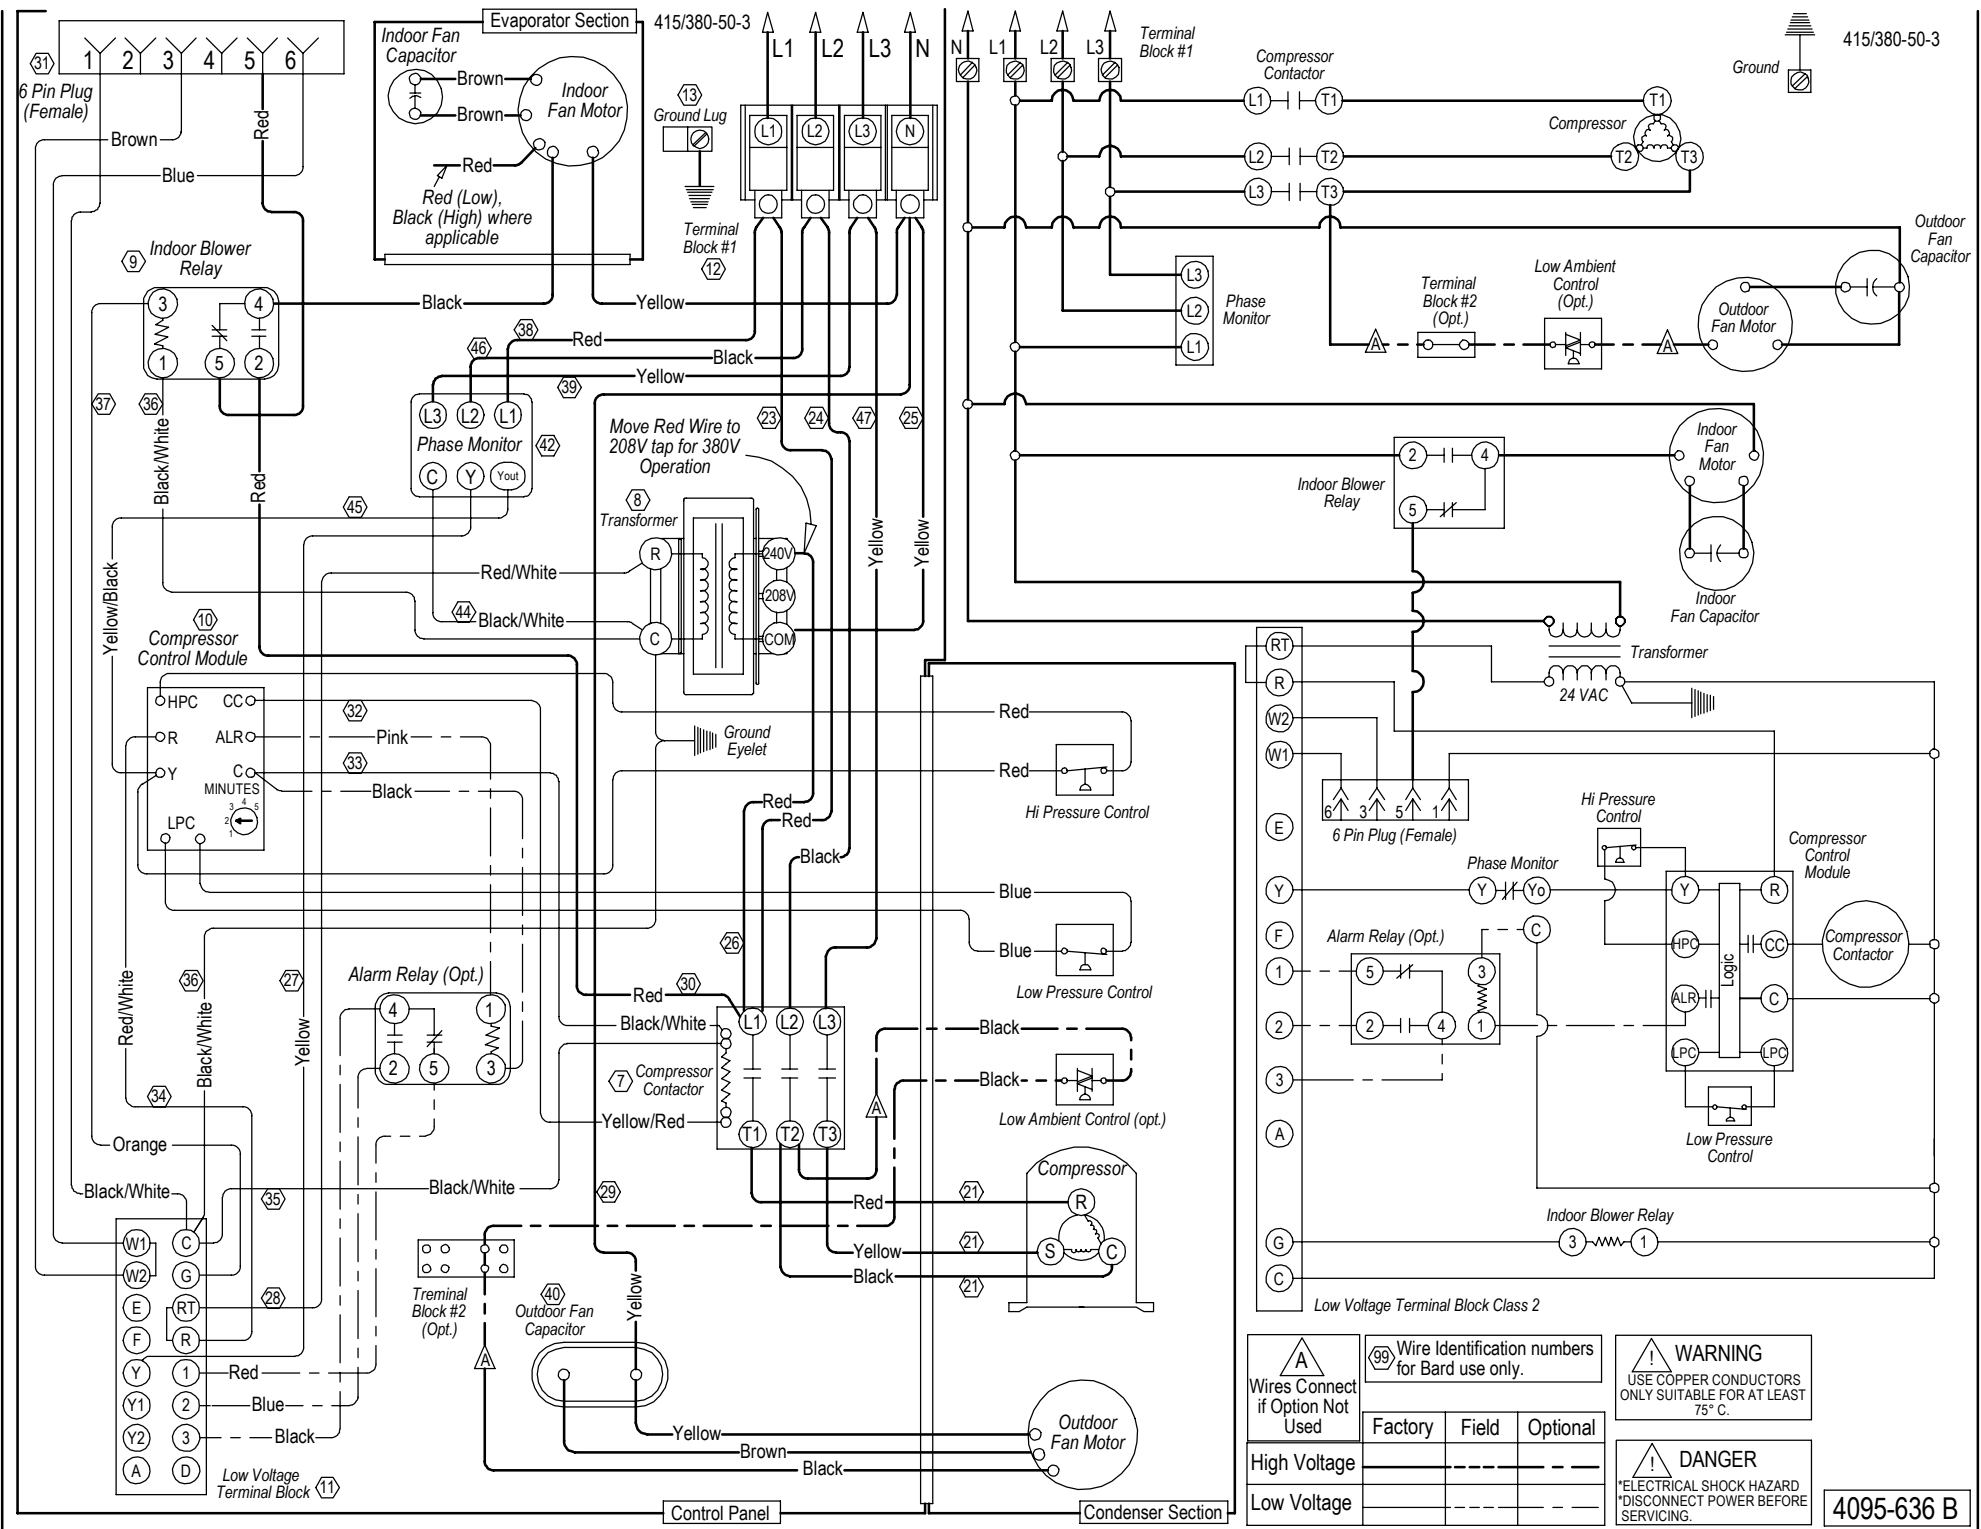 Evaporator Section
415/380-50-3
1 2 3 4 5 6
31
6 Pin Plug
(Female)
Brown
Blue
Red
Indoor Fan
Capacitor
Brown
Brown
Indoor
Fan Motor
Red
Red (Low),
Black (High) where
applicable
L1 L2 L3 N
13
Ground Lug
L1 L2 L3 N
Terminal
Block #1
12
9
Indoor Blower
Relay
3 4
1 5 2
Black
Yellow
38
Red
46
Black
Yellow
39
37
36
Black/White
Red
L3 L2 L1
Phase Monitor
42
C Y Yout
45
23 24 47 25
Move Red Wire to
208V tap for 380V
Operation
8
Transformer
R
C
240V
208V
COM
Yellow
Yellow
Red/White
44
Black/White
Yellow/Black
10
Compressor
Control Module
HPC CC
R ALR
Y C
MINUTES
1 2 3 4 5
LPC
32
Pink
33
Black
Ground
Eyelet
Red
Red
Hi Pressure Control
Red
Red
Black
Blue
Blue
Low Pressure Control
26
30
Red
Red/White
36
Black/White
27
Yellow
Alarm Relay (Opt.)
4 1
2 5 3
Black/White
L1 L2 L3
7
Compressor
Contactor
Yellow/Red
T1 T2 T3
A
Black
Black
Low Ambient Control (opt.)
34
Orange
Black/White
35
Black/White
29
Red
21
Yellow
21
Black
21
Compressor
R
S C
W1 C
W2 G
E RT
F R
Y 1
Y1 2
Y2 3
A D
28
Red
Blue
Black
Low Voltage
Terminal Block
11
Treminal
Block #2
(Opt.)
A
40
Outdoor Fan
Capacitor
Yellow
Yellow
Brown
Black
Outdoor
Fan Motor
Control Panel
Condenser Section
N L1 L2 L3
Terminal
Block #1
Ground
415/380-50-3
Compressor
Contactor
L1 T1
L2 T2
L3 T3
Compressor
T1
T2 T3
Outdoor
Fan
Capacitor
L3
L2
L1
Phase
Monitor
A
Terminal
Block #2
(Opt.)
Low Ambient
Control
(Opt.)
A
Outdoor
Fan Motor
Indoor Blower
Relay
2 4
5
Indoor
Fan
Motor
Indoor
Fan Capacitor
Transformer
24 VAC
RT
R
W2
W1
E
Y
F
1
2
3
A
G
C
6 3 5 1
6 Pin Plug (Female)
Hi Pressure
Control
Phase Monitor
Y Yo
Compressor
Control
Module
Y R
HPC CC
ALR C
LPC LPC
Logic
Compressor
Contactor
Alarm Relay (Opt.)
C
5 3
2 4 1
Low Pressure
Control
Indoor Blower Relay
3 1
Low Voltage Terminal Block Class 2
A
Wires Connect
if Option Not
Used
99 Wire Identification numbers
for Bard use only.
Factory Field Optional
High Voltage
Low Voltage
! WARNING
USE COPPER CONDUCTORS
ONLY SUITABLE FOR AT LEAST
75° C.
! DANGER
*ELECTRICAL SHOCK HAZARD
*DISCONNECT POWER BEFORE
SERVICING.
4095-636 B